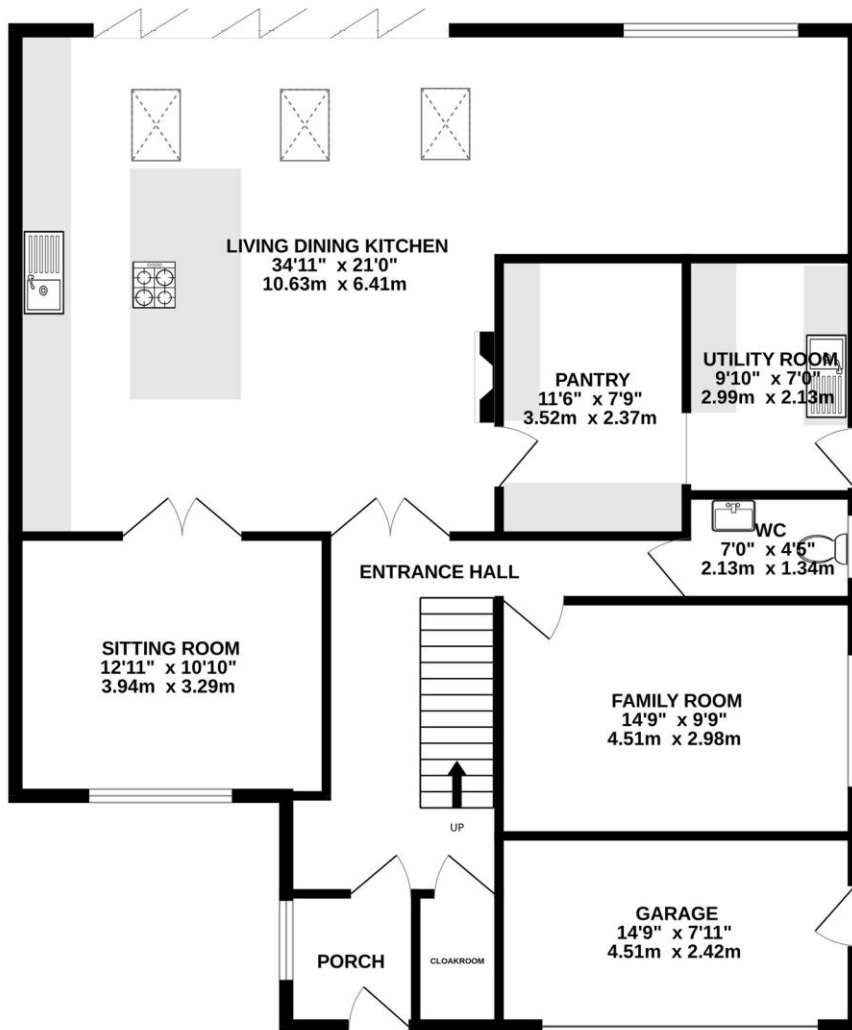 LIVING DINING KITCHEN
34'11" x 21'0"
10.63m x 6.41m
PANTRY
11'6" x 7'9"
3.52m x 2.37m
UTILITY ROOM
9'10" x 7'0"
2.99m x 2.13m
WC
7'0" x 4'5"
2.13m x 1.34m
ENTRANCE HALL
SITTING ROOM
12'11" x 10'10"
3.94m x 3.29m
FAMILY ROOM
14'9" x 9'9"
4.51m x 2.98m
UP
GARAGE
14'9" x 7'11"
4.51m x 2.42m
PORCH
CLOAKROOM